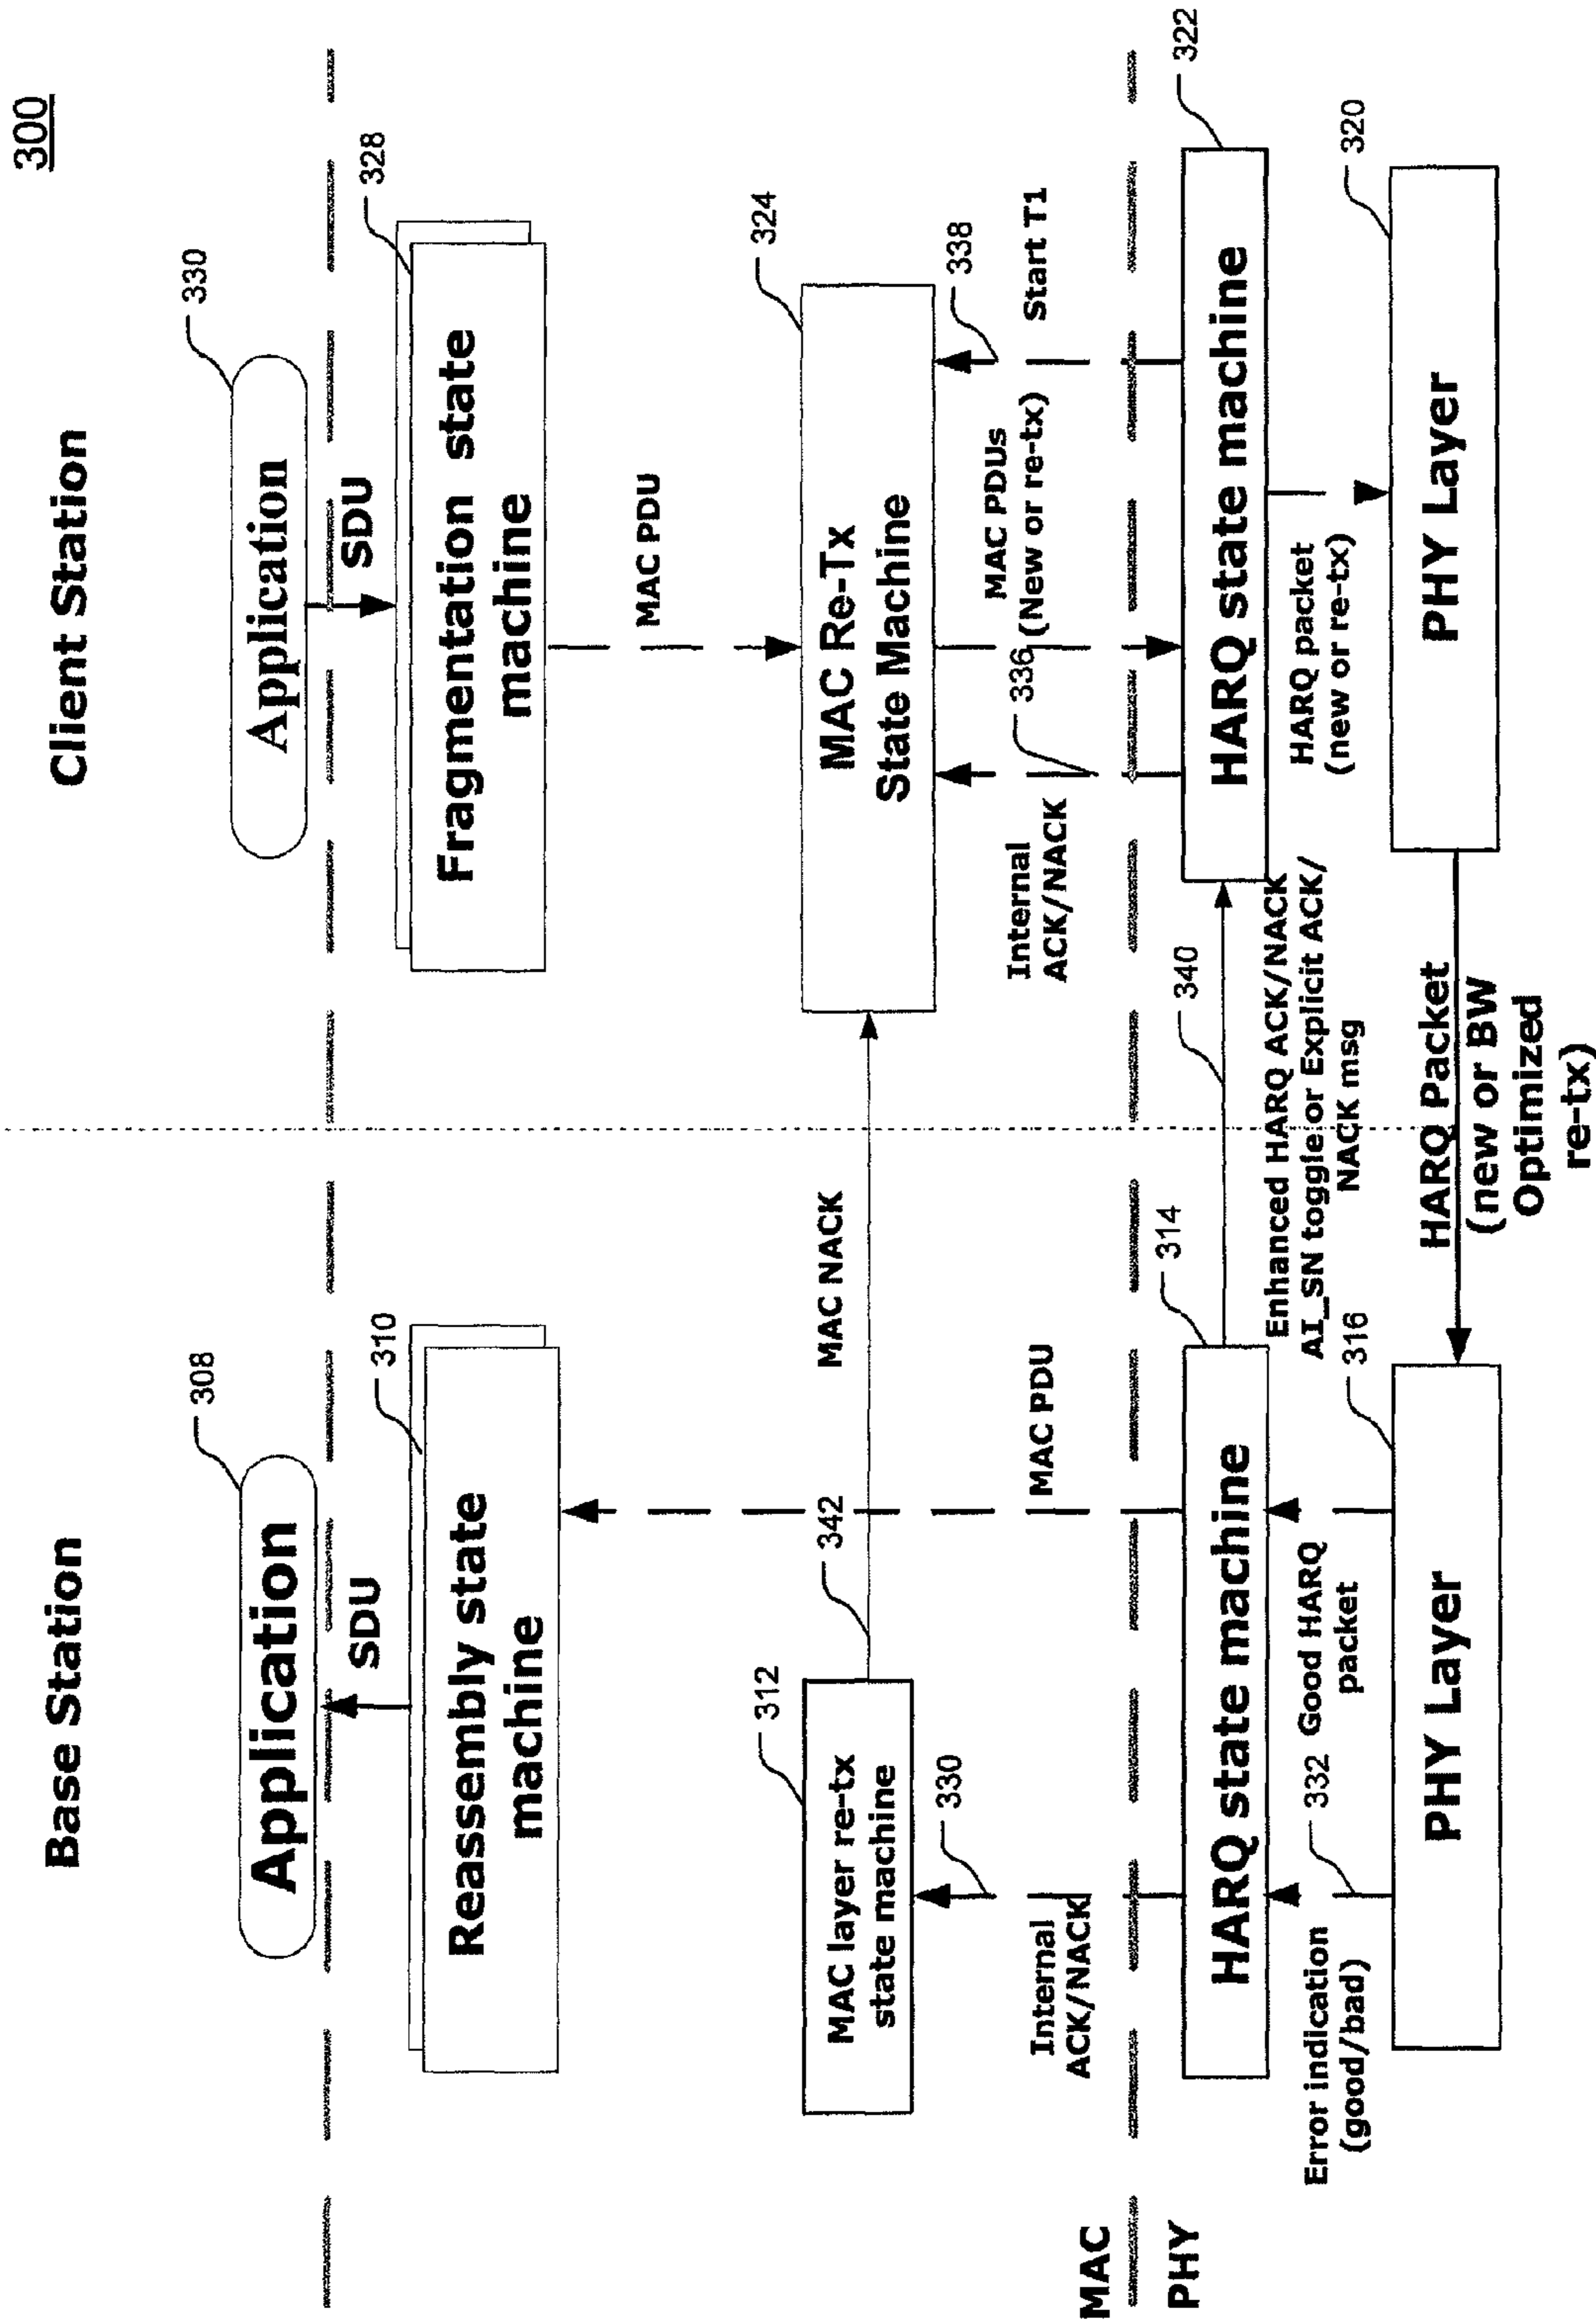 300
Base Station
Client Station
308
330
Application
Application
SDU
SDU
310
328
Reassembly state
machine
Fragmentation state
machine
MAC PDU
312
342
MAC NACK
324
MAC layer re-tx
state machine
MAC Re-Tx
State Machine
330
338
Internal
ACK/NACK
MAC PDU
Internal
ACK/NACK
336
MAC PDUs
(New or re-tx)
Start T1
MAC
PHY
314
340
322
HARQ state machine
HARQ state machine
Enhanced HARQ ACK/NACK
AI_SN toggle or Explicit ACK/
NACK msg
Error indication
(good/bad)
332
Good HARQ
packet
316
HARQ packet
(new or re-tx)
320
PHY Layer
PHY Layer
HARQ Packet
(new or BW
Optimized
re-tx)